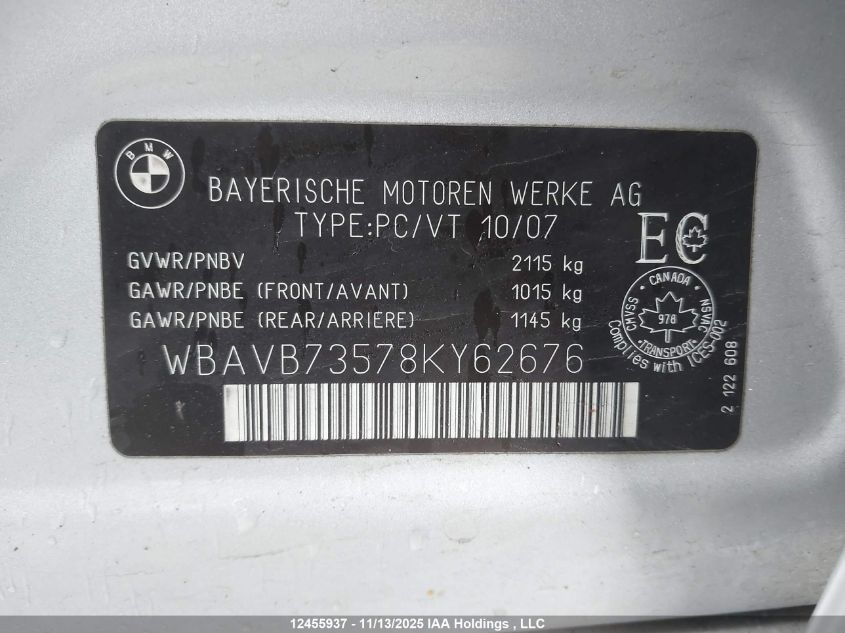 BMW
BAYERISCHE MOTOREN WERKE AG
TYPE:PC/VT 10/07
EC
GVWR/PNBV 2115 kg
GAWR/PNBE (FRONT/AVANT) 1015 kg
GAWR/PNBE (REAR/ARRIERE) 1145 kg
WBAVB73578KY62676
CANADA
CMVSS
NSVAC
978
TRANSPORT
Complies with ICES-002
2 122 608
12455937 - 11/13/2025 IAA Holdings , LLC